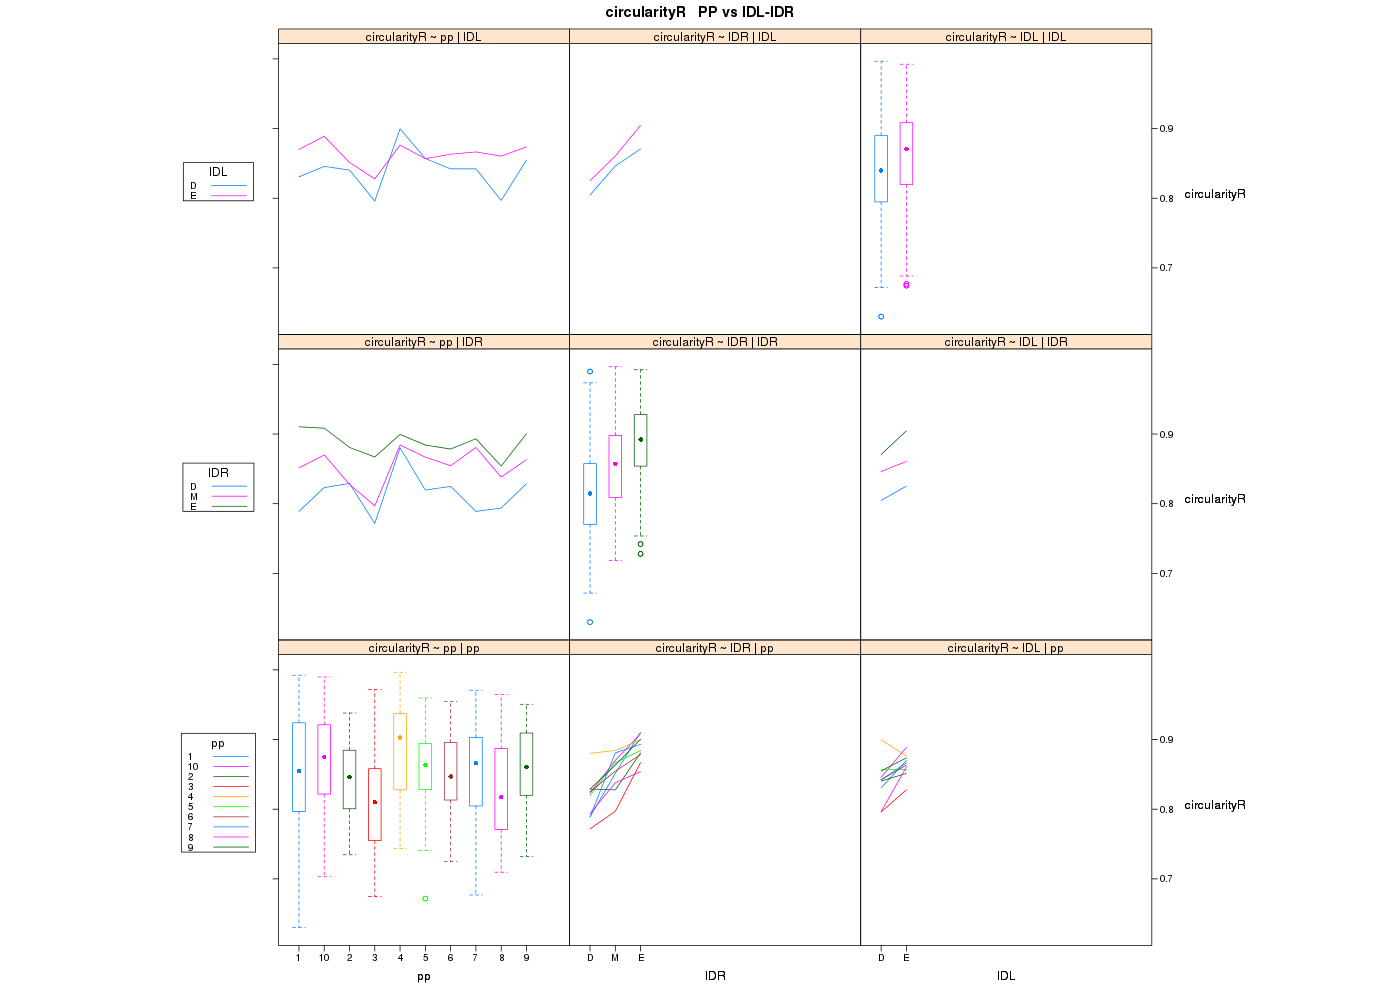 circularityR   PP vs IDL-IDR
circularityR ~ pp | IDL
circularityR ~ IDR | IDL
circularityR ~ IDL | IDL
IDL
D
E
0.9
0.8
0.7
circularityR
circularityR ~ pp | IDR
circularityR ~ IDR | IDR
circularityR ~ IDL | IDR
IDR
D
M
E
0.9
0.8
0.7
circularityR
circularityR ~ pp | pp
circularityR ~ IDR | pp
circularityR ~ IDL | pp
pp
1
10
2
3
4
5
6
7
8
9
0.9
0.8
0.7
circularityR
1 10 2 3 4 5 6 7 8 9
D M E
D E
pp
IDR
IDL